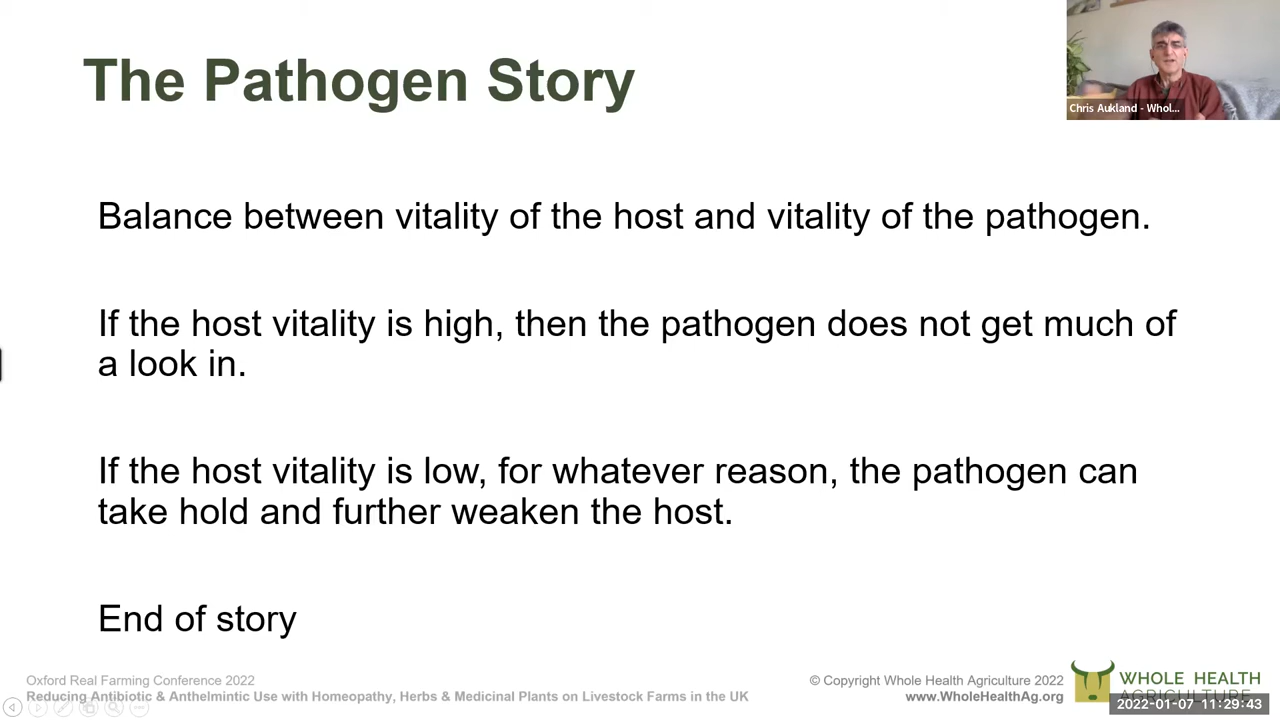 The Pathogen Story
Chris Aukland - Whol...
Balance between vitality of the host and vitality of the pathogen.
If the host vitality is high, then the pathogen does not get much of
a look in.
If the host vitality is low, for whatever reason, the pathogen can
take hold and further weaken the host.
End of story
Oxford Real Farming Conference 2022
Reducing Antibiotic & Anthelmintic Use with Homeopathy, Herbs & Medicinal Plants on Livestock Farms in the UK
© Copyright Whole Health Agriculture 2022
www.WholeHealthAg.org
WHOLE HEALTH
AGRICULTURE
2022-01-07 11:29:43